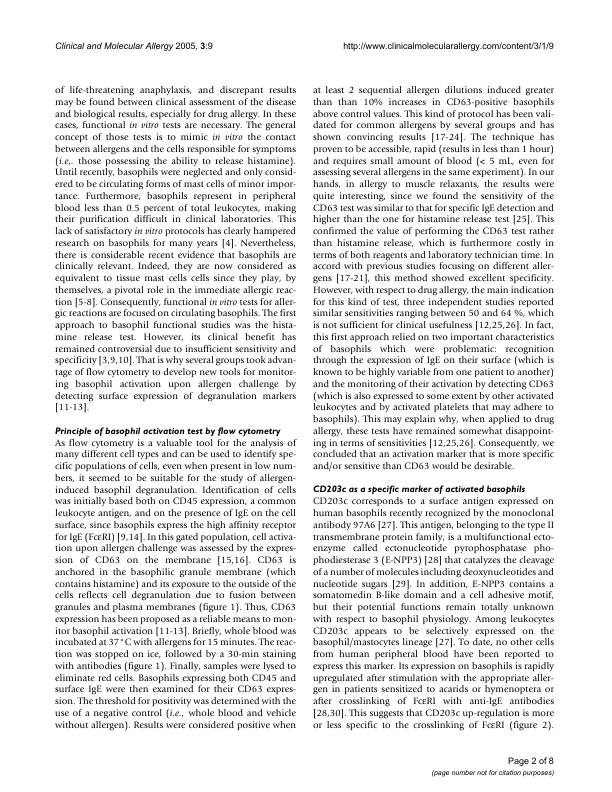 Clinical and Molecular Allergy 2005, 3:9
http://www.clinicalmolecularallergy.com/content/3/1/9
of life-threatening anaphylaxis, and discrepant results
may be found between clinical assessment of the disease
and biological results, especially for drug allergy. In these
cases, functional in vitro tests are necessary. The general
concept of those tests is to mimic in vitro the contact
between allergens and the cells responsible for symptoms
(i.e,. those possessing the ability to release histamine).
Until recently, basophils were neglected and only consid-
ered to be circulating forms of mast cells of minor impor-
tance. Furthermore, basophils represent in peripheral
blood less than 0.5 percent of total leukocytes, making
their purification difficult in clinical laboratories. This
lack of satisfactory in vitro protocols has clearly hampered
research on basophils for many years [4]. Nevertheless,
there is considerable recent evidence that basophils are
clinically relevant. Indeed, they are now considered as
equivalent to tissue mast cells since they play, by
themselves, a pivotal role in the immediate allergic reac-
tion [5-8]. Consequently, functional in vitro tests for aller-
gic reactions are focused on circulating basophils. The first
approach to basophil functional studies was the hista-
mine release test. However, its clinical benefit has
remained controversial due to insufficient sensitivity and
specificity [3,9,10]. That is why several groups took advan-
tage of flow cytometry to develop new tools for monitor-
ing basophil activation upon allergen challenge by
detecting surface expression of degranulation markers
[11-13].
Principle of basophil activation test by flow cytometry
As flow cytometry is a valuable tool for the analysis of
many different cell types and can be used to identify spe-
cific populations of cells, even when present in low num-
bers, it seemed to be suitable for the study of allergen-
induced basophil degranulation. Identification of cells
was initially based both on CD45 expression, a common
leukocyte antigen, and on the presence of IgE on the cell
surface, since basophils express the high affinity receptor
for IgE (FcεRI) [9,14]. In this gated population, cell activa-
tion upon allergen challenge was assessed by the expres-
sion of CD63 on the membrane [15,16]. CD63 is
anchored in the basophilic granule membrane (which
contains histamine) and its exposure to the outside of the
cells reflects cell degranulation due to fusion between
granules and plasma membranes (figure 1). Thus, CD63
expression has been proposed as a reliable means to mon-
itor basophil activation [11-13]. Briefly, whole blood was
incubated at 37°C with allergens for 15 minutes. The reac-
tion was stopped on ice, followed by a 30-min staining
with antibodies (figure 1). Finally, samples were lysed to
eliminate red cells. Basophils expressing both CD45 and
surface IgE were then examined for their CD63 expres-
sion. The threshold for positivity was determined with the
use of a negative control (i.e., whole blood and vehicle
without allergen). Results were considered positive when
at least 2 sequential allergen dilutions induced greater
than than 10% increases in CD63-positive basophils
above control values. This kind of protocol has been vali-
dated for common allergens by several groups and has
shown convincing results [17-24]. The technique has
proven to be accessible, rapid (results in less than 1 hour)
and requires small amount of blood (< 5 mL, even for
assessing several allergens in the same experiment). In our
hands, in allergy to muscle relaxants, the results were
quite interesting, since we found the sensitivity of the
CD63 test was similar to that for specific IgE detection and
higher than the one for histamine release test [25]. This
confirmed the value of performing the CD63 test rather
than histamine release, which is furthermore costly in
terms of both reagents and laboratory technician time. In
accord with previous studies focusing on different aller-
gens [17-21], this method showed excellent specificity.
However, with respect to drug allergy, the main indication
for this kind of test, three independent studies reported
similar sensitivities ranging between 50 and 64 %, which
is not sufficient for clinical usefulness [12,25,26]. In fact,
this first approach relied on two important characteristics
of basophils which were problematic: recognition
through the expression of IgE on their surface (which is
known to be highly variable from one patient to another)
and the monitoring of their activation by detecting CD63
(which is also expressed to some extent by other activated
leukocytes and by activated platelets that may adhere to
basophils). This may explain why, when applied to drug
allergy, these tests have remained somewhat disappoint-
ing in terms of sensitivities [12,25,26]. Consequently, we
concluded that an activation marker that is more specific
and/or sensitive than CD63 would be desirable.
CD203c as a specific marker of activated basophils
CD203c corresponds to a surface antigen expressed on
human basophils recently recognized by the monoclonal
antibody 97A6 [27]. This antigen, belonging to the type II
transmembrane protein family, is a multifunctional ecto-
enzyme called ectonucleotide pyrophosphatase pho-
phodiesterase 3 (E-NPP3) [28] that catalyzes the cleavage
of a number of molecules including deoxynucleotides and
nucleotide sugars [29]. In addition, E-NPP3 contains a
somatomedin B-like domain and a cell adhesive motif,
but their potential functions remain totally unknown
with respect to basophil physiology. Among leukocytes
CD203c appears to be selectively expressed on the
basophil/mastocytes lineage [27]. To date, no other cells
from human peripheral blood have been reported to
express this marker. Its expression on basophils is rapidly
upregulated after stimulation with the appropriate aller-
gen in patients sensitized to acarids or hymenoptera or
after crosslinking of FcεRI with anti-IgE antibodies
[28,30]. This suggests that CD203c up-regulation is more
or less specific to the crosslinking of FcεRI (figure 2).
Page 2 of 8
(page number not for citation purposes)